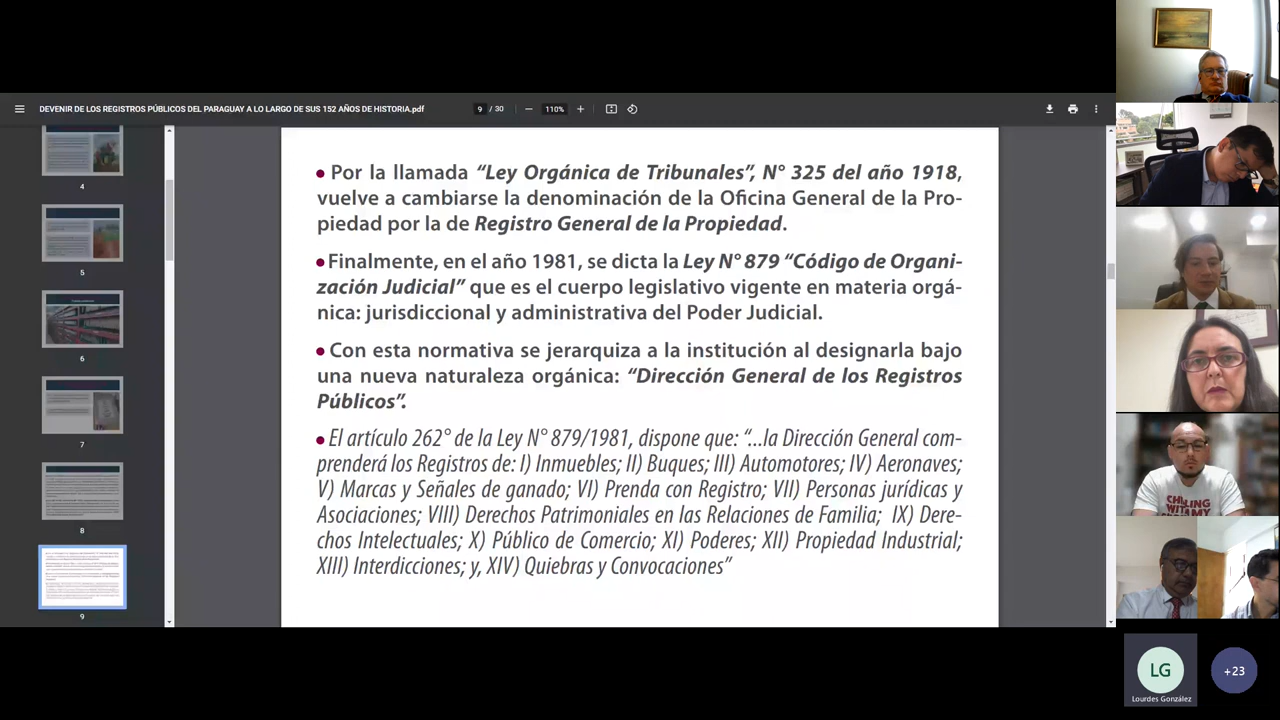 DEVENIR DE LOS REGISTROS PÚBLICOS DEL PARAGUAY A LO LARGO DE SUS 152 AÑOS DE HISTORIA.pdf
9 / 30
110%
4
5
6
7
8
9
• Por la llamada “Ley Orgánica de Tribunales”, N° 325 del año 1918,
vuelve a cambiarse la denominación de la Oficina General de la Pro-
piedad por la de Registro General de la Propiedad.
• Finalmente, en el año 1981, se dicta la Ley N° 879 “Código de Organi-
zación Judicial” que es el cuerpo legislativo vigente en materia orgá-
nica: jurisdiccional y administrativa del Poder Judicial.
• Con esta normativa se jerarquiza a la institución al designarla bajo
una nueva naturaleza orgánica: “Dirección General de los Registros
Públicos”.
• El artículo 262° de la Ley N° 879/1981, dispone que: “...la Dirección General com-
prenderá los Registros de: I) Inmuebles; II) Buques; III) Automotores; IV) Aeronaves;
V) Marcas y Señales de ganado; VI) Prenda con Registro; VII) Personas jurídicas y
Asociaciones; VIII) Derechos Patrimoniales en las Relaciones de Familia; IX) Dere-
chos Intelectuales; X) Público de Comercio; XI) Poderes; XII) Propiedad Industrial;
XIII) Interdicciones; y, XIV) Quiebras y Convocaciones”
LG
Lourdes González
+23